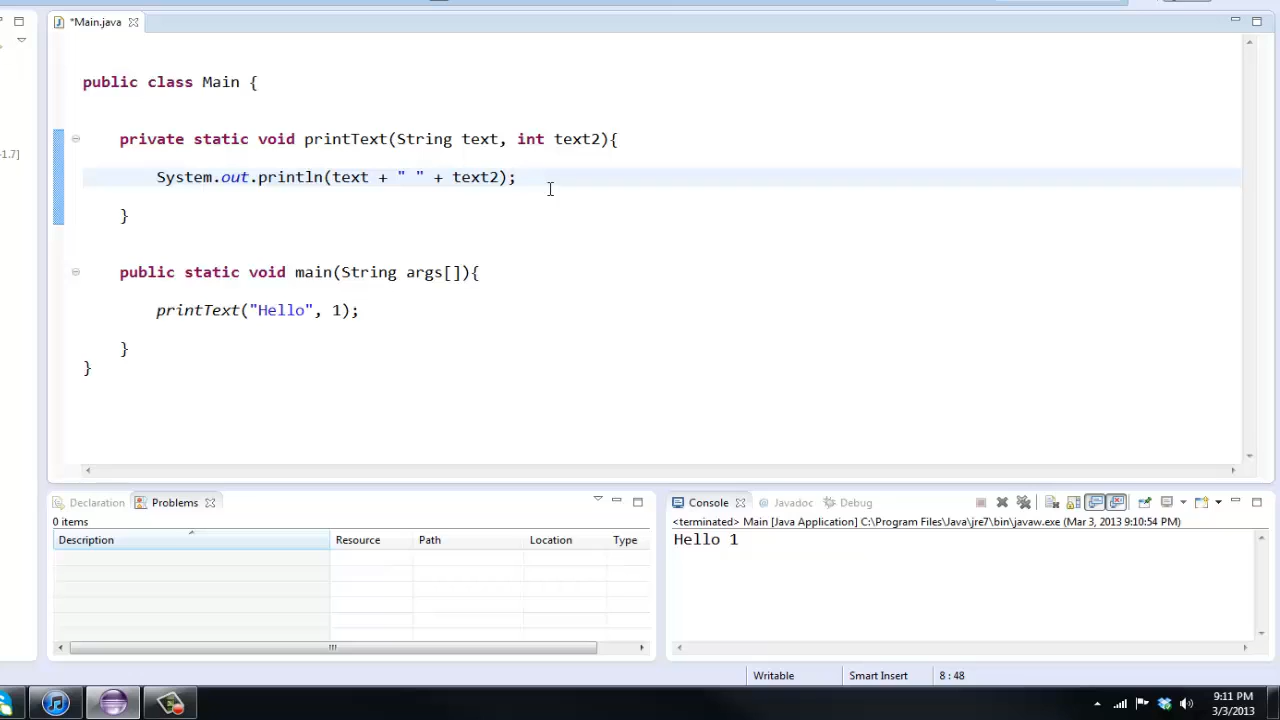 *Main.java
public class Main {
private static void printText(String text, int text2){
-1.7]
System.out.println(text + " " + text2);
}
public static void main(String args[]){
printText("Hello", 1);
}
}
Declaration Problems
Console Javadoc Debug
0 items
<terminated> Main [Java Application] C:\Program Files\Java\jre7\bin\javaw.exe (Mar 3, 2013 9:10:54 PM)
Description Resource Path Location Type
Hello 1
Writable Smart Insert 8 : 48
9:11 PM
3/3/2013